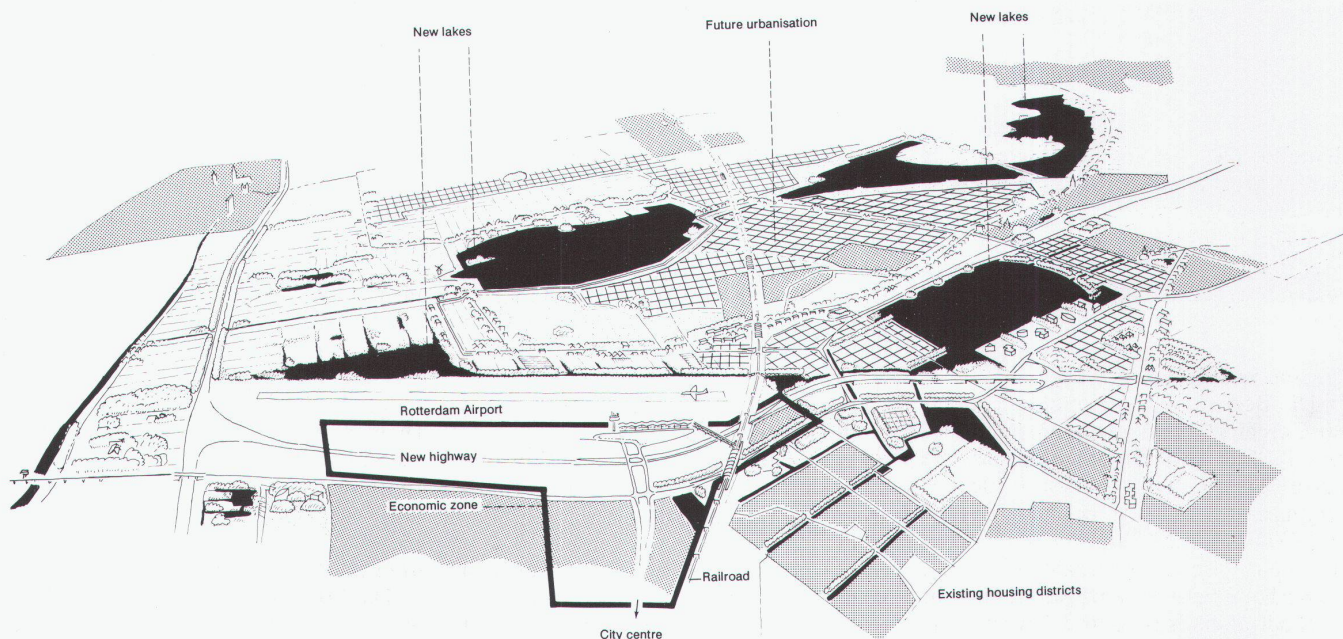 New lakes
Future urbanisation
New lakes
Rotterdam Airport
New highway
Economic zone
Railroad
Existing housing districts
City centre